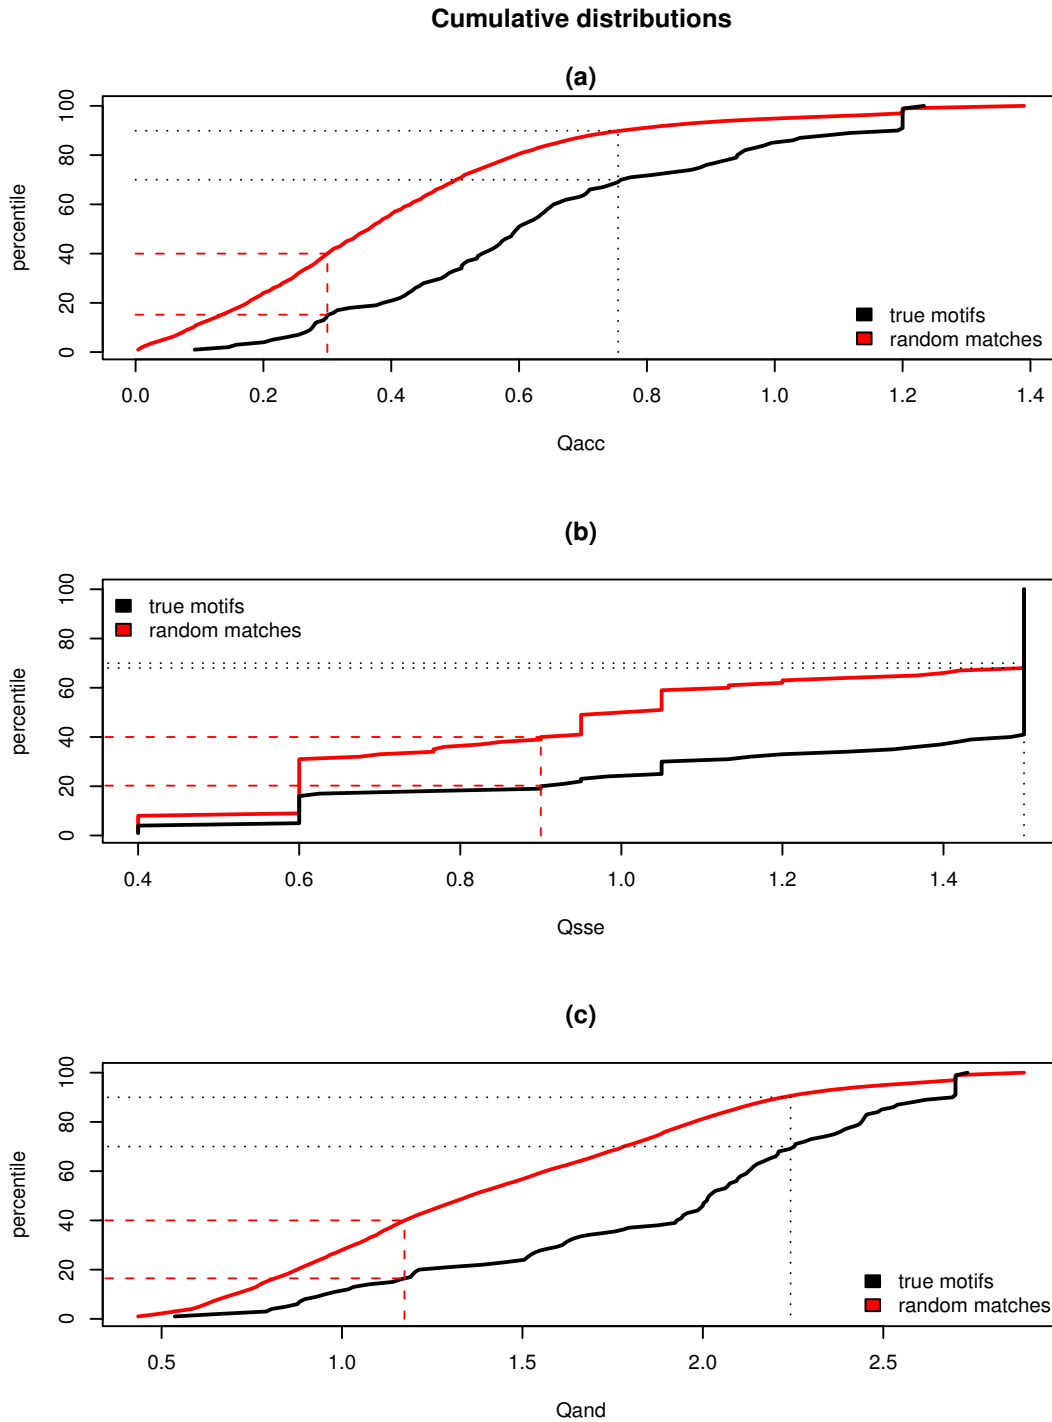 Cumulative distributions
(a)
percentile
0 20 40 60 80 100
true motifs
random matches
0.0 0.2 0.4 0.6 0.8 1.0 1.2 1.4
Qacc
(b)
percentile
0 20 40 60 80 100
true motifs
random matches
0.4 0.6 0.8 1.0 1.2 1.4
Qsse
(c)
percentile
0 20 40 60 80 100
true motifs
random matches
0.5 1.0 1.5 2.0 2.5
Qand